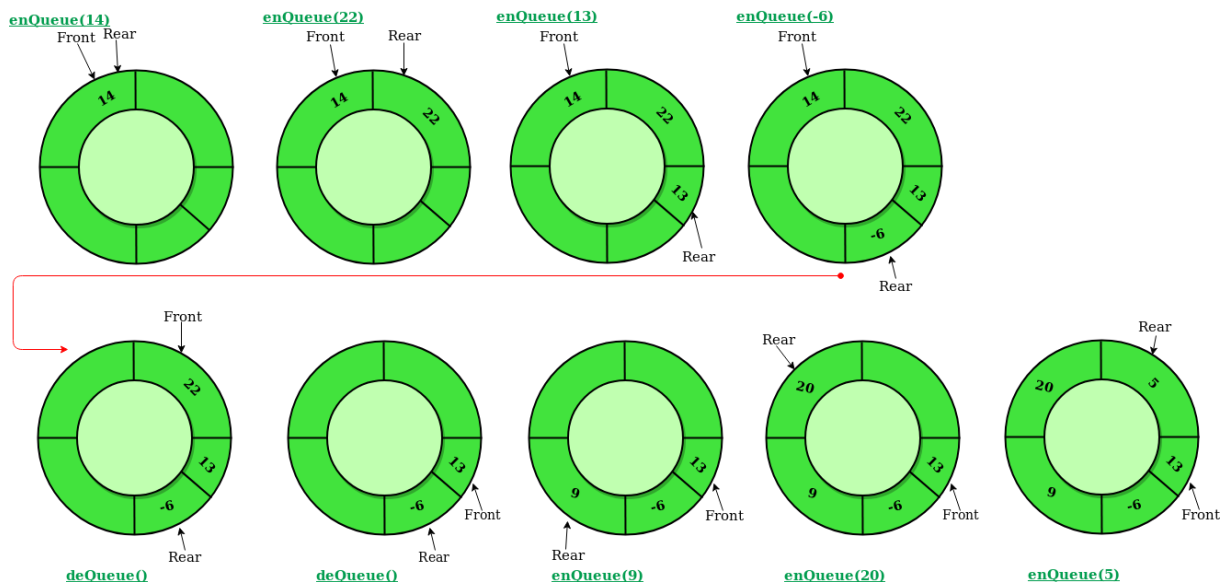 enQueue(14)
Front
Rear
14
enQueue(22)
Front
Rear
14
22
enQueue(13)
Front
14
22
13
Rear
enQueue(-6)
Front
14
22
13
-6
Rear
Front
22
13
-6
Rear
deQueue()
13
-6
Front
Rear
deQueue()
13
-6
9
Front
Rear
enQueue(9)
Rear
20
13
-6
9
Front
enQueue(20)
Rear
20
5
13
-6
9
Front
enQueue(5)